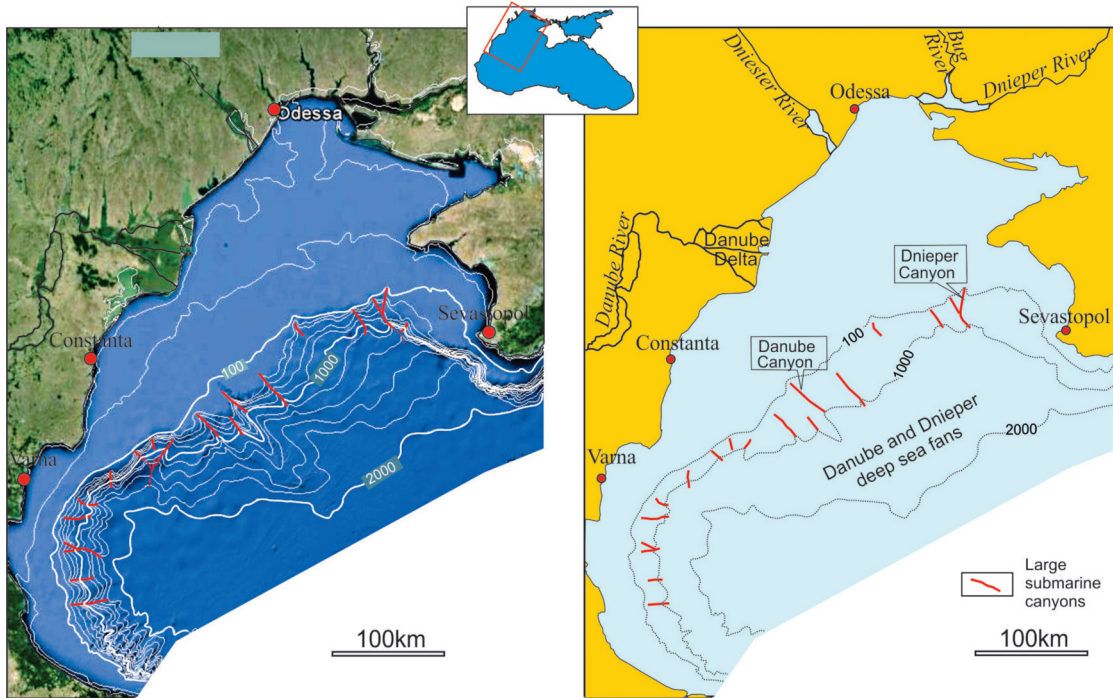 Odessa
Sevastopol
Constanta
Varna
100
1000
2000
100km
Dniester River
Bug
River
Dnieper River
Odessa
Danube River
Danube
Delta
Dnieper
Canyon
Sevastopol
Constanta
100
1000
Danube
Canyon
2000
Danube and Dnieper
deep sea fans
Varna
Large
submarine
canyons
100km